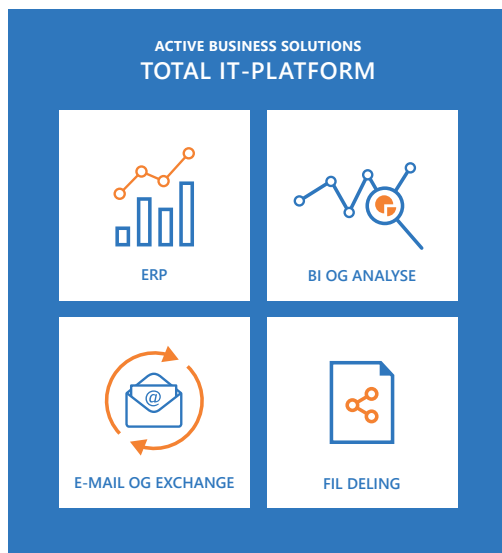 ACTIVE BUSINESS SOLUTIONS
TOTAL IT-PLATFORM
ERP
BI OG ANALYSE
@
E-MAIL OG EXCHANGE
FIL DELING